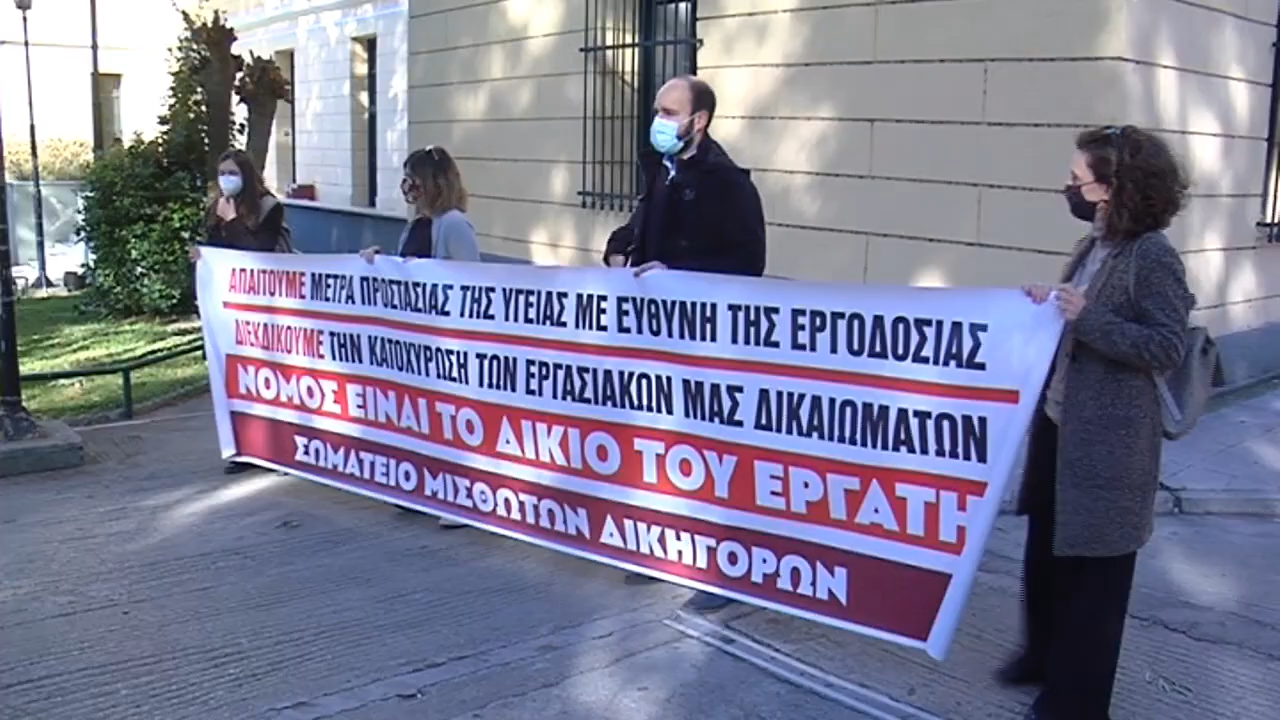 ΑΠΑΙΤΟΥΜΕ ΜΕΤΡΑ ΠΡΟΣΤΑΣΙΑΣ ΤΗΣ ΥΓΕΙΑΣ ΜΕ ΕΥΘΥΝΗ ΤΗΣ ΕΡΓΟΔΟΣΙΑΣ
ΔΙΕΚΔΙΚΟΥΜΕ ΤΗΝ ΚΑΤΟΧΥΡΩΣΗ ΤΩΝ ΕΡΓΑΣΙΑΚΩΝ ΜΑΣ ΔΙΚΑΙΩΜΑΤΩΝ
ΝΟΜΟΣ ΕΙΝΑΙ ΤΟ ΔΙΚΙΟ ΤΟΥ ΕΡΓΑΤΗ
ΣΩΜΑΤΕΙΟ ΜΙΣΘΩΤΩΝ ΔΙΚΗΓΟΡΩΝ